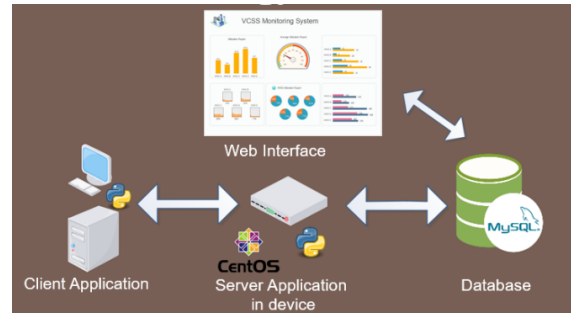 VCSS Monitoring System
Web Interface
MySQL
CentOS
Client Application
Server Application
in device
Database